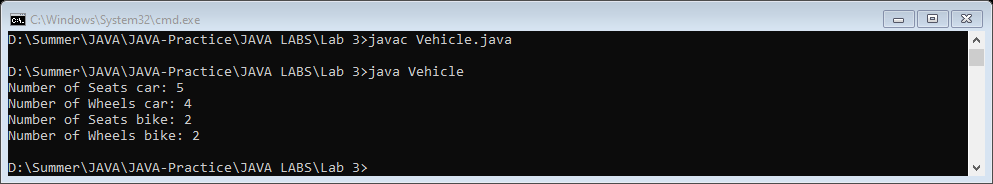 C:\Windows\System32\cmd.exe
D:\Summer\JAVA\JAVA-Practice\JAVA LABS\Lab 3>javac Vehicle.java
D:\Summer\JAVA\JAVA-Practice\JAVA LABS\Lab 3>java Vehicle
Number of Seats car: 5
Number of Wheels car: 4
Number of Seats bike: 2
Number of Wheels bike: 2
D:\Summer\JAVA\JAVA-Practice\JAVA LABS\Lab 3>